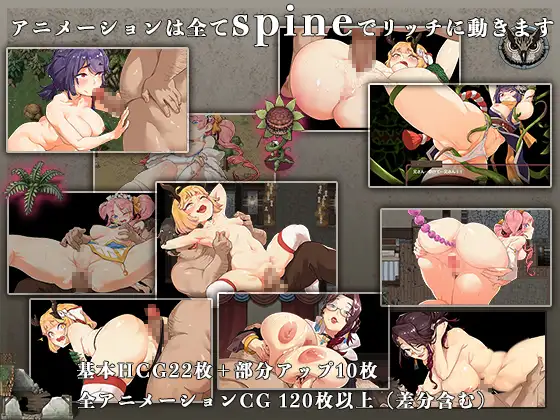 アニメーションは全てspineでリッチに動きます
基本HCG22枚+部分アップ10枚
全アニメーションCG 120枚以上(差分含む)